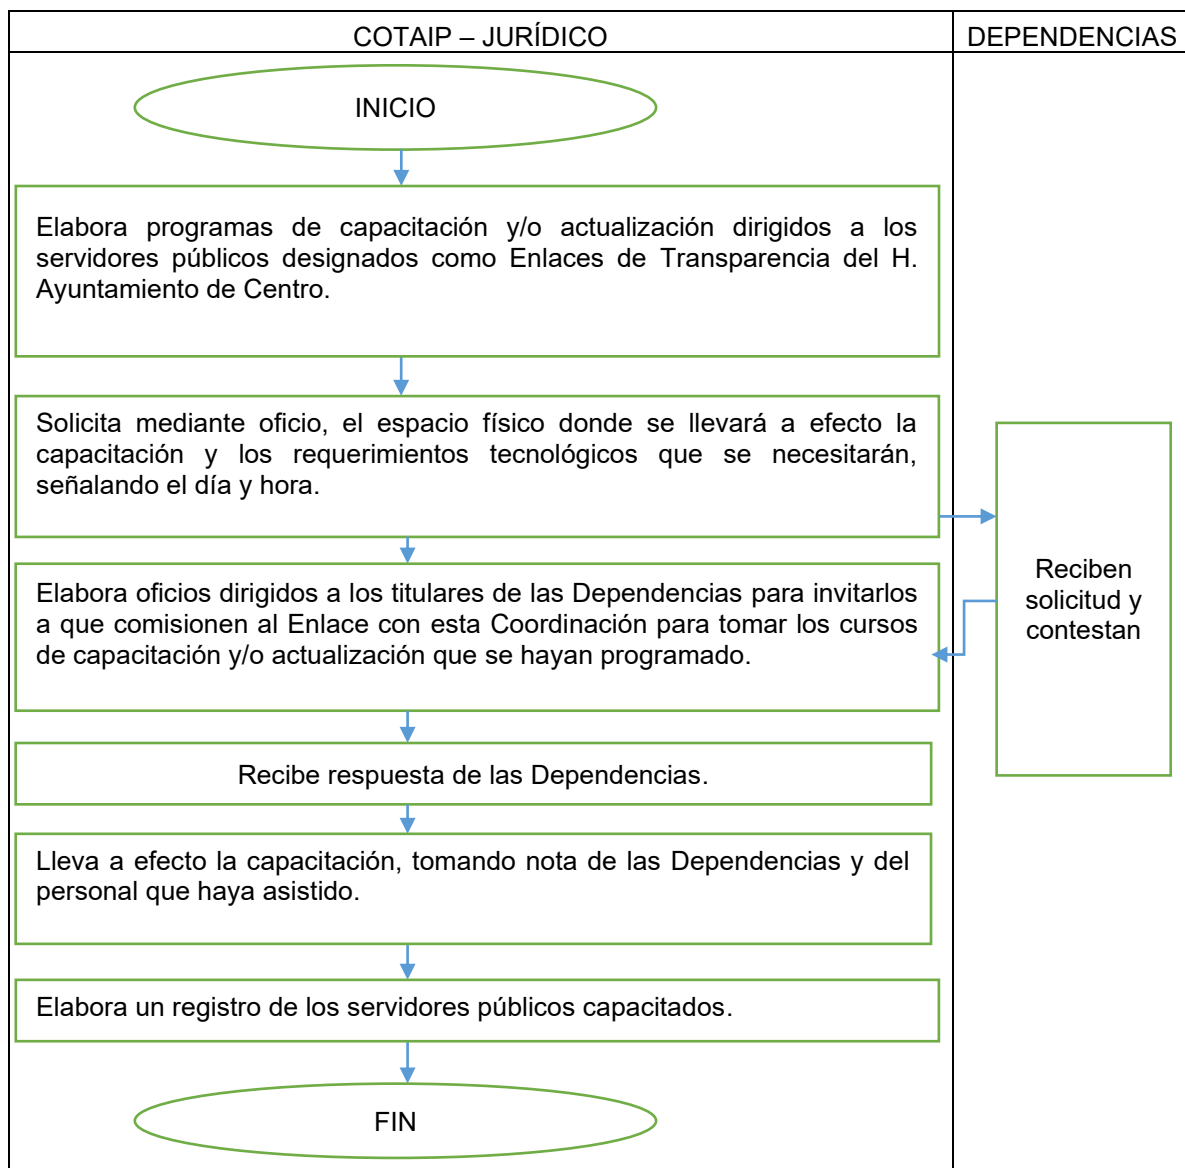 COTAIP – JURÍDICO
DEPENDENCIAS
INICIO
Elabora programas de capacitación y/o actualización dirigidos a los
servidores públicos designados como Enlaces de Transparencia del H.
Ayuntamiento de Centro.
Solicita mediante oficio, el espacio físico donde se llevará a efecto la
capacitación y los requerimientos tecnológicos que se necesitarán,
señalando el día y hora.
Reciben
solicitud y
contestan
Elabora oficios dirigidos a los titulares de las Dependencias para invitarlos
a que comisionen al Enlace con esta Coordinación para tomar los cursos
de capacitación y/o actualización que se hayan programado.
Recibe respuesta de las Dependencias.
Lleva a efecto la capacitación, tomando nota de las Dependencias y del
personal que haya asistido.
Elabora un registro de los servidores públicos capacitados.
FIN